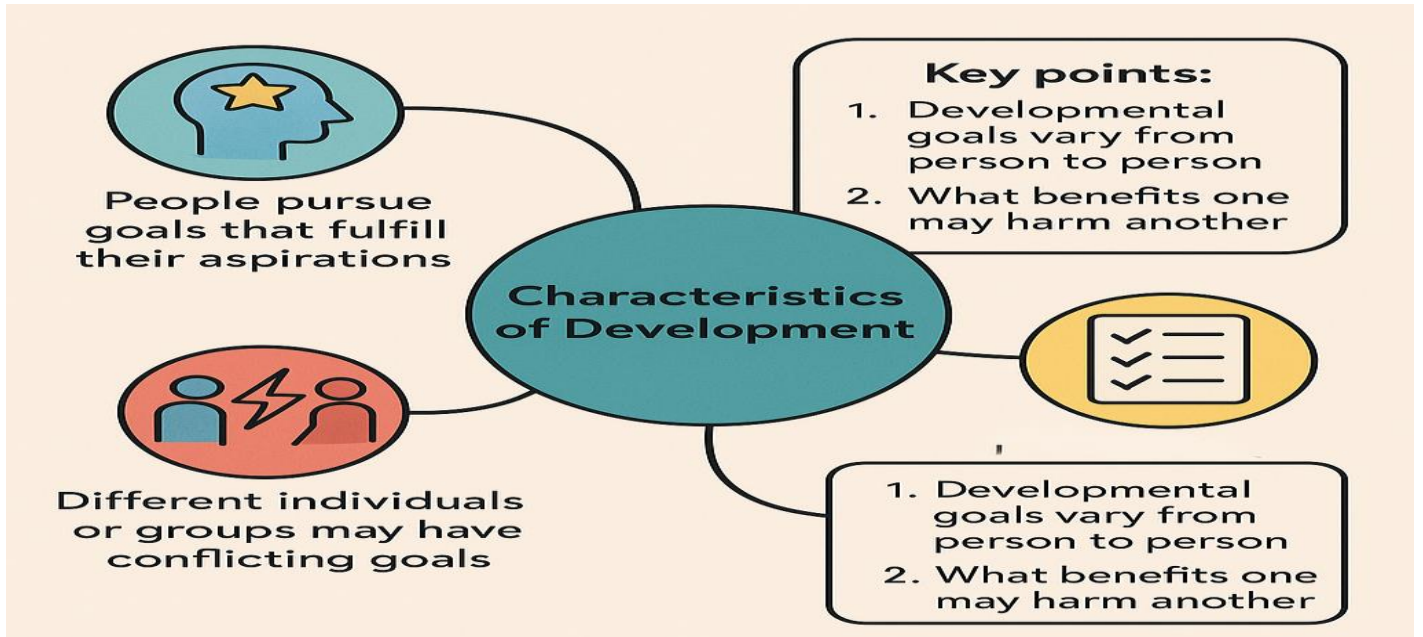 People pursue
goals that fulfill
their aspirations
Different individuals
or groups may have
conflicting goals
Characteristics
of Development
Key points:
1. Developmental
goals vary from
person to person
2. What benefits one
may harm another
1. Developmental
goals vary from
person to person
2. What benefits one
may harm another